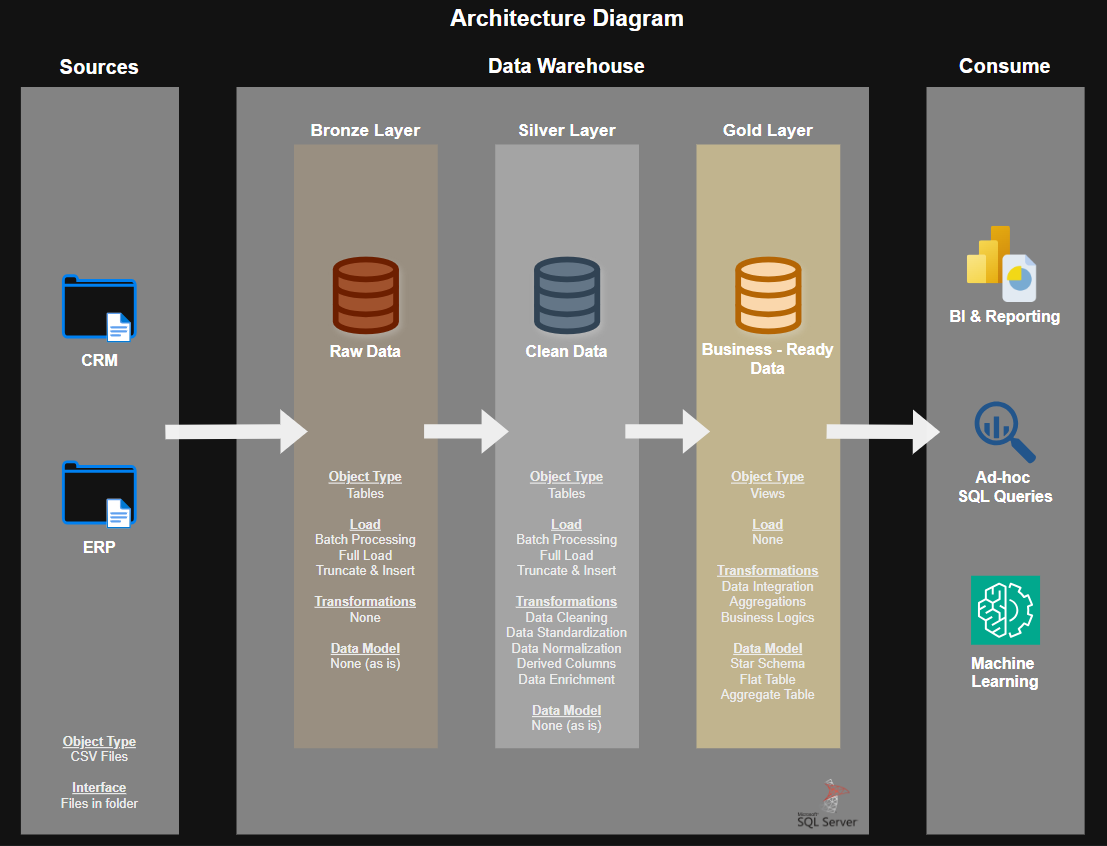 Architecture Diagram
Sources
Data Warehouse
Consume
Bronze Layer
Silver Layer
Gold Layer
CRM
ERP
Object Type
CSV Files
Interface
Files in folder
Raw Data
Object Type
Tables
Load
Batch Processing
Full Load
Truncate & Insert
Transformations
None
Data Model
None (as is)
Clean Data
Object Type
Tables
Load
Batch Processing
Full Load
Truncate & Insert
Transformations
Data Cleaning
Data Standardization
Data Normalization
Derived Columns
Data Enrichment
Data Model
None (as is)
Business - Ready
Data
Object Type
Views
Load
None
Transformations
Data Integration
Aggregations
Business Logics
Data Model
Star Schema
Flat Table
Aggregate Table
Microsoft
SQL Server
BI & Reporting
Ad-hoc
SQL Queries
Machine
Learning